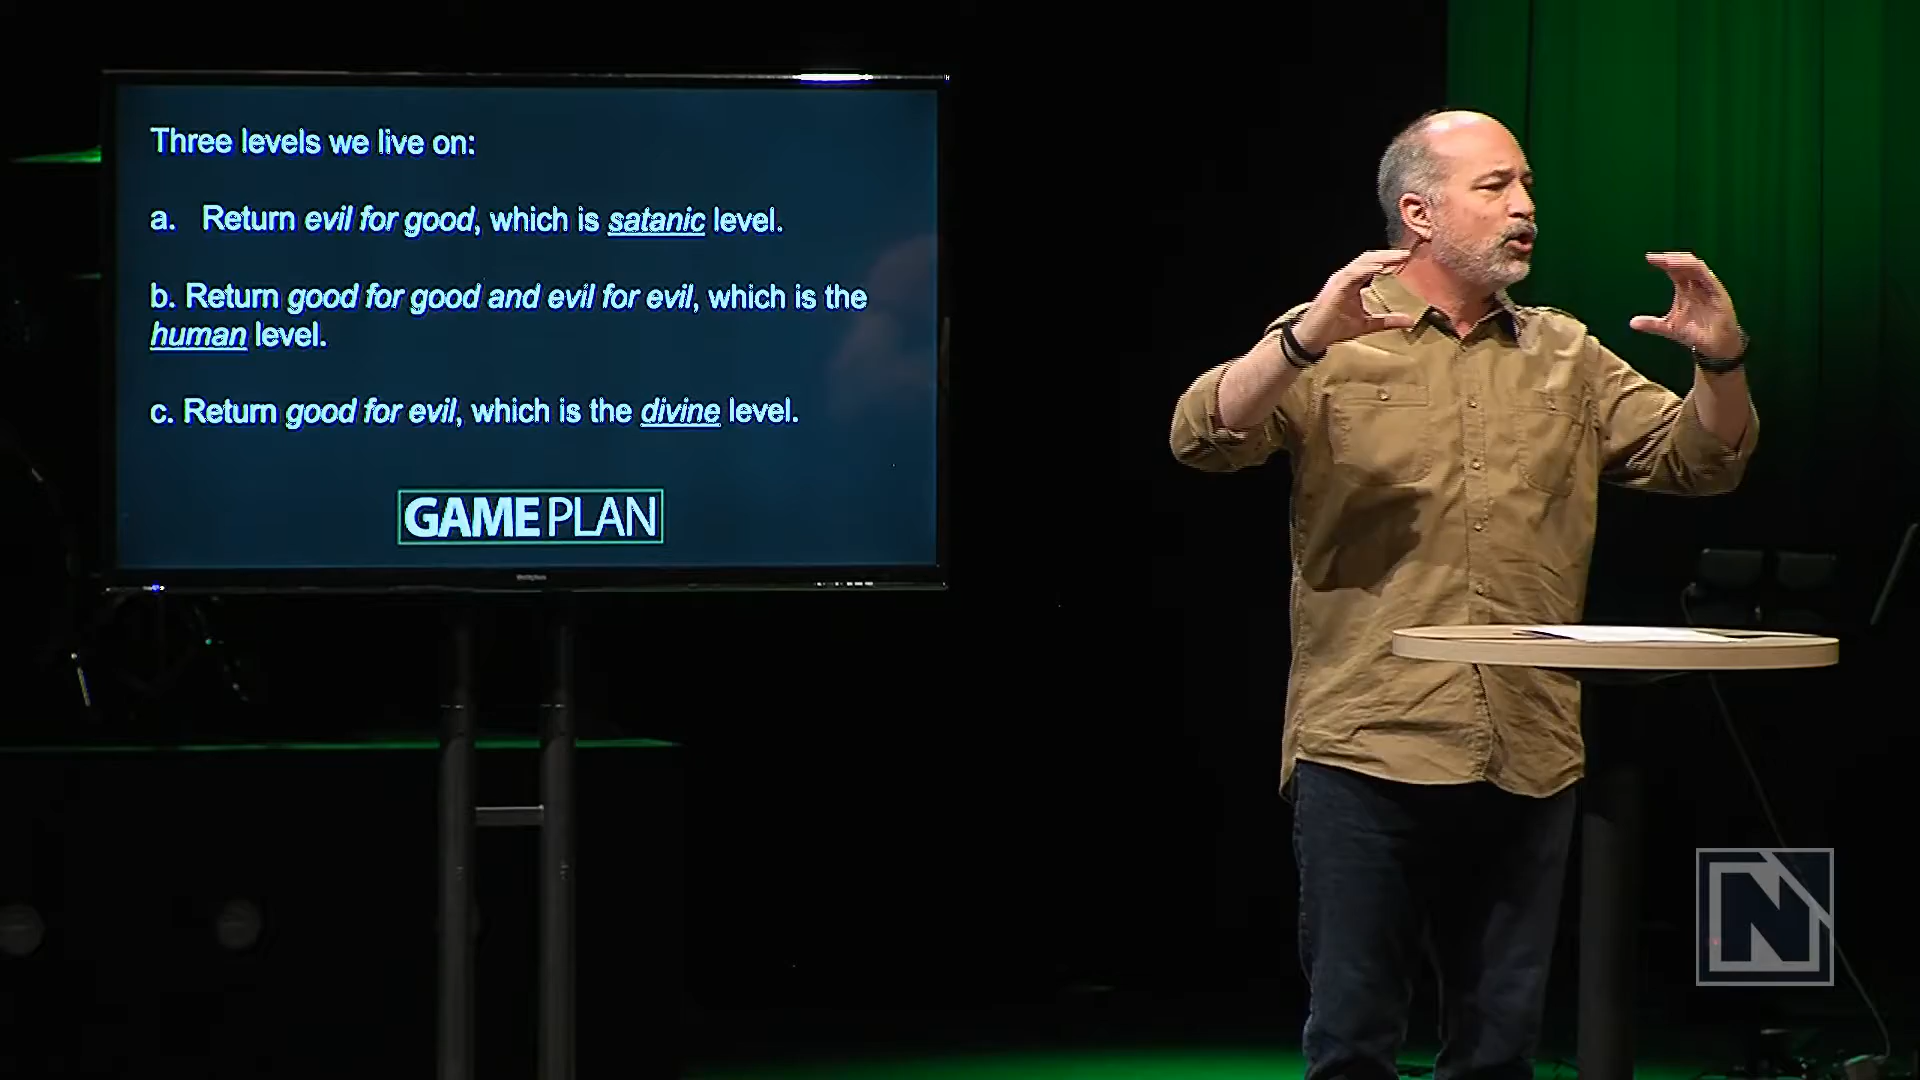 Three levels we live on:
a. Return evil for good, which is satanic level.
b. Return good for good and evil for evil, which is the
human level.
c. Return good for evil, which is the divine level.
GAME PLAN
N